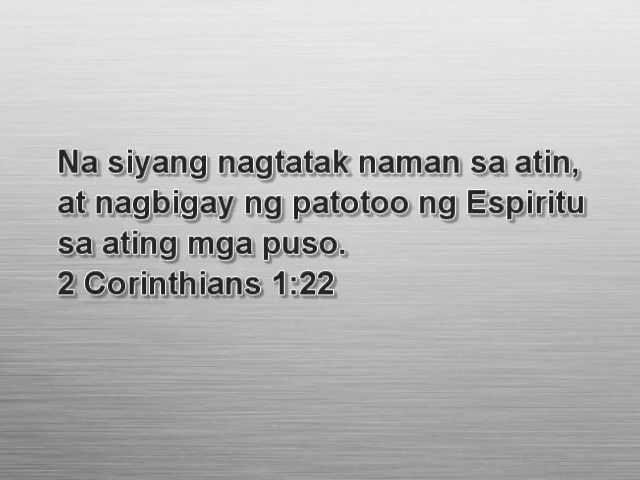 Na siyang nagtatak naman sa atin,
at nagbigay ng patotoo ng Espiritu
sa ating mga puso.
2 Corinthians 1:22